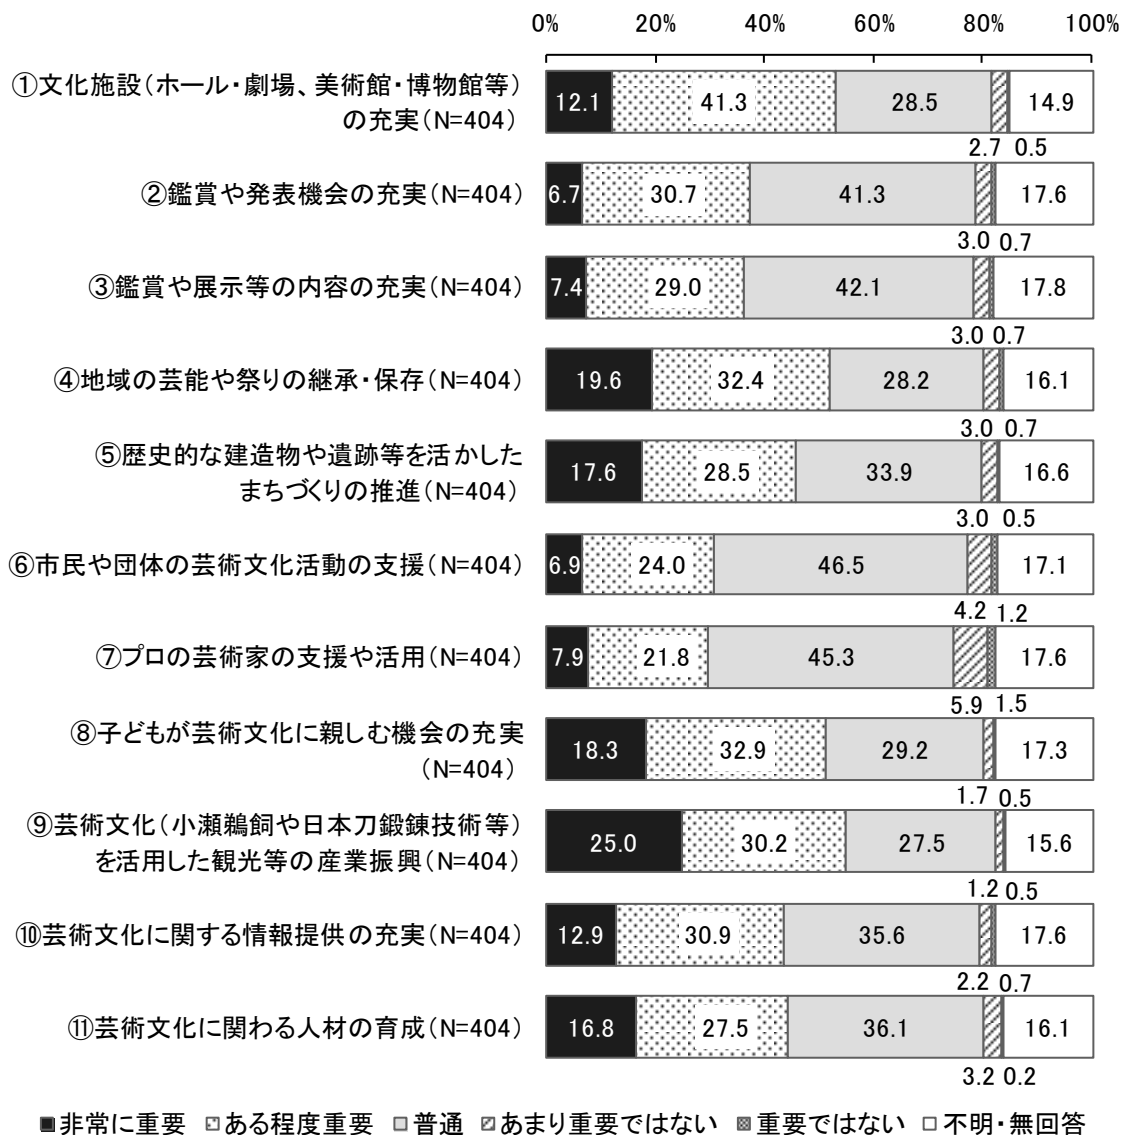 0% 20% 40% 60% 80% 100%
①文化施設(ホール・劇場、美術館・博物館等)
の充実(N=404)
12.1 41.3 28.5 14.9
2.7 0.5
②鑑賞や発表機会の充実(N=404)
6.7 30.7 41.3 17.6
3.0 0.7
③鑑賞や展示等の内容の充実(N=404)
7.4 29.0 42.1 17.8
3.0 0.7
④地域の芸能や祭りの継承・保存(N=404)
19.6 32.4 28.2 16.1
3.0 0.7
⑤歴史的な建造物や遺跡等を活かした
まちづくりの推進(N=404)
17.6 28.5 33.9 16.6
3.0 0.5
⑥市民や団体の芸術文化活動の支援(N=404)
6.9 24.0 46.5 17.1
4.2 1.2
⑦プロの芸術家の支援や活用(N=404)
7.9 21.8 45.3 17.6
5.9 1.5
⑧子どもが芸術文化に親しむ機会の充実
(N=404)
18.3 32.9 29.2 17.3
1.7 0.5
⑨芸術文化(小瀬鵜飼や日本刀鍛錬技術等)
を活用した観光等の産業振興(N=404)
25.0 30.2 27.5 15.6
1.2 0.5
⑩芸術文化に関する情報提供の充実(N=404)
12.9 30.9 35.6 17.6
2.2 0.7
⑪芸術文化に関わる人材の育成(N=404)
16.8 27.5 36.1 16.1
3.2 0.2
非常に重要 ある程度重要 普通 あまり重要ではない 重要ではない 不明・無回答